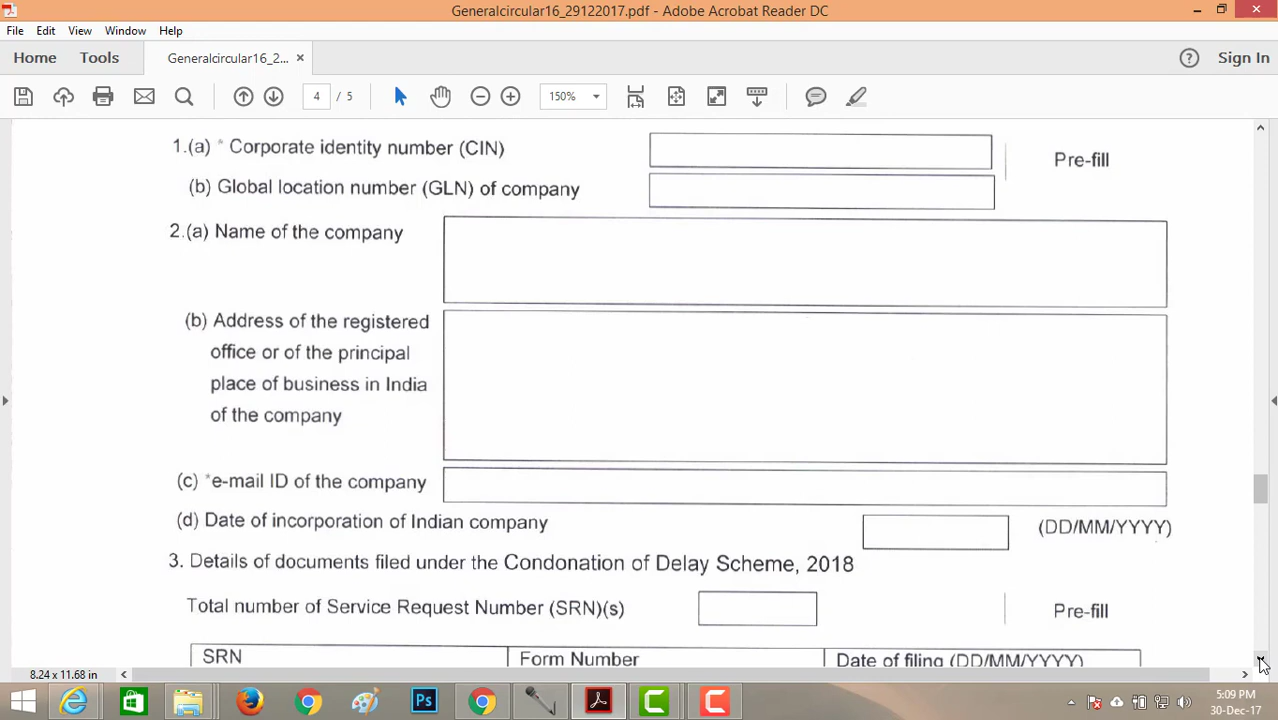 Generalcircular16_29122017.pdf - Adobe Acrobat Reader DC
File Edit View Window Help
Home Tools Generalcircular16_2... × Sign In
4 / 5 150%
1.(a) * Corporate identity number (CIN) Pre-fill
(b) Global location number (GLN) of company
2.(a) Name of the company
(b) Address of the registered
office or of the principal
place of business in India
of the company
(c) *e-mail ID of the company
(d) Date of incorporation of Indian company (DD/MM/YYYY)
3. Details of documents filed under the Condonation of Delay Scheme, 2018
Total number of Service Request Number (SRN)(s) Pre-fill
SRN Form Number Date of filing (DD/MM/YYYY)
8.24 x 11.68 in
Ps
5:09 PM
30-Dec-17